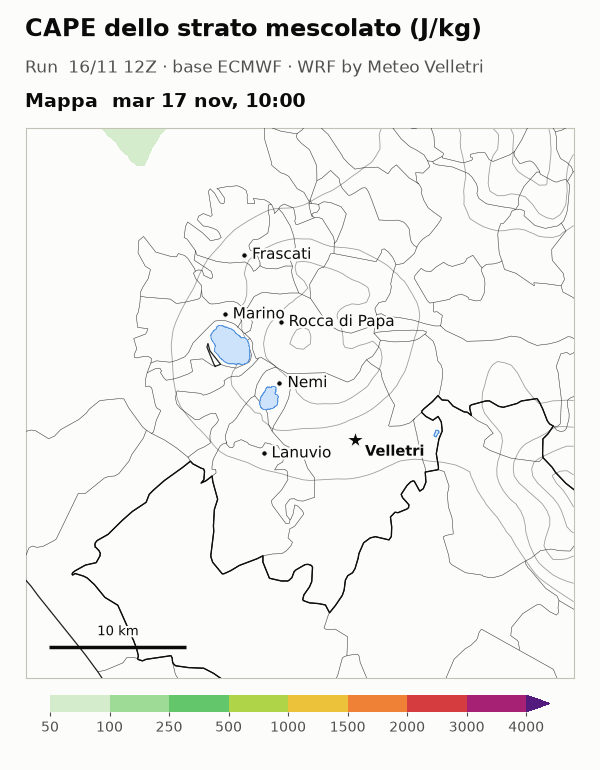 CAPE dello strato mescolato (J/kg)
Run  16/11 12Z · base ECMWF · WRF by Meteo Velletri
Mappa  mar 17 nov, 10:00
Frascati
Marino
Rocca di Papa
Nemi
Velletri
Lanuvio
10 km
50 100 250 500 1000 1500 2000 3000 4000